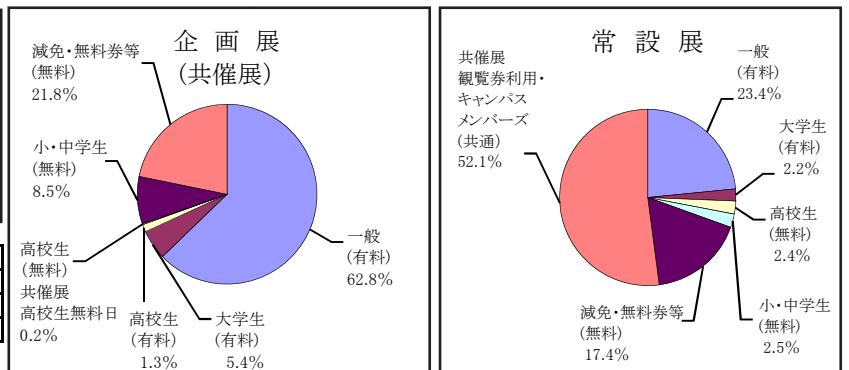 企画展
(共催展)
減免・無料券等
(無料)
21.8%
小・中学生
(無料)
8.5%
高校生
(無料)
共催展
高校生無料日
0.2%
高校生
(有料)
1.3%
大学生
(有料)
5.4%
一般
(有料)
62.8%
常設展
共催展
観覧券利用・
キャンパス
メンバーズ
(共通)
52.1%
一般
(有料)
23.4%
大学生
(有料)
2.2%
高校生
(無料)
2.4%
小・中学生
(無料)
2.5%
減免・無料券等
(無料)
17.4%